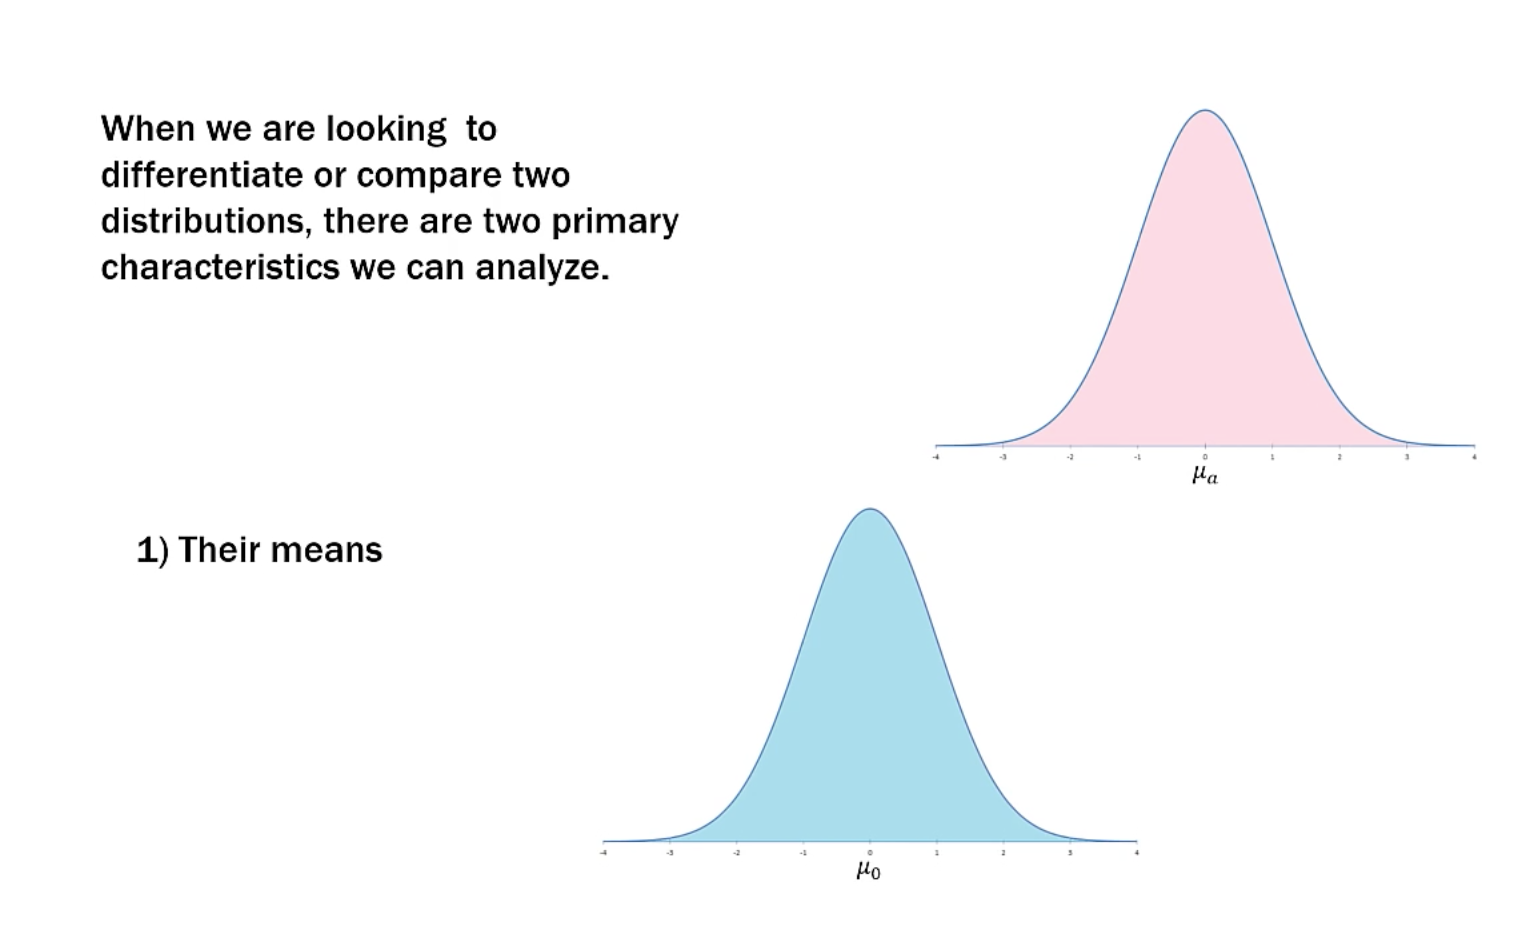 When we are looking  to
differentiate or compare two
distributions, there are two primary
characteristics we can analyze.
-4 -3 -2 -1 0 1 2 3 4
μₐ
1) Their means
-4 -3 -2 -1 0 1 2 3 4
μ₀